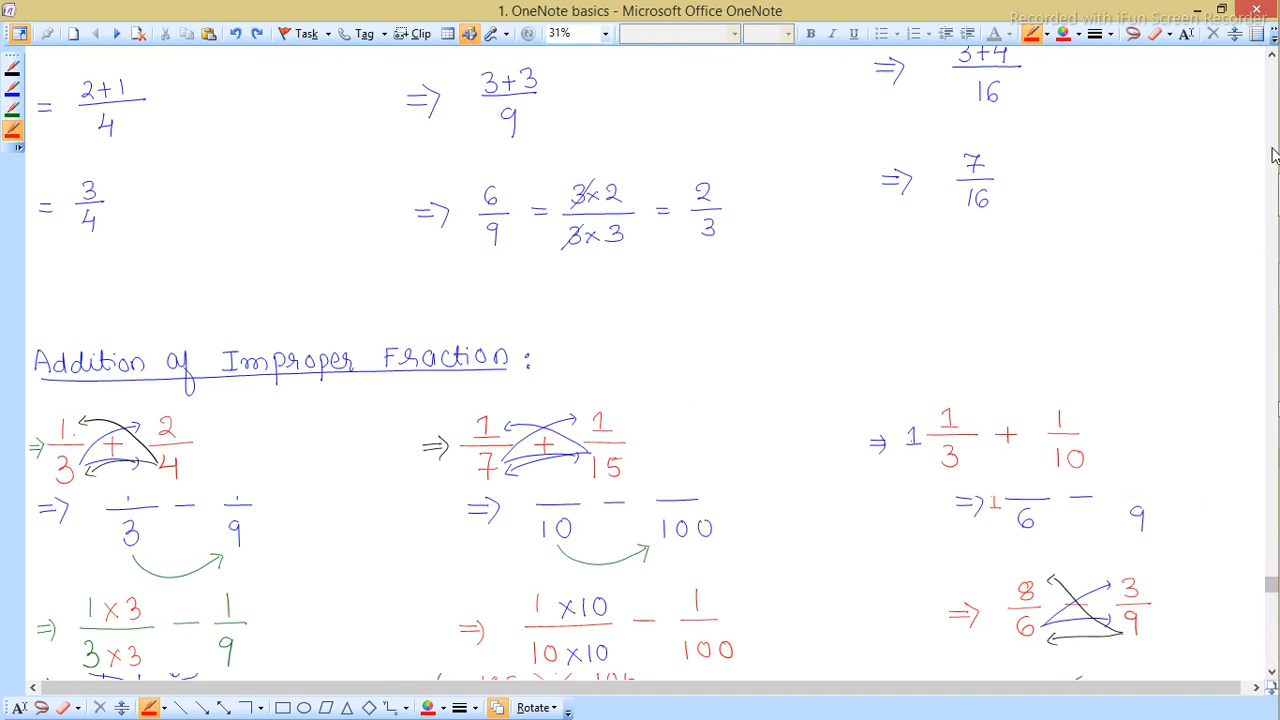 1. OneNote basics - Microsoft Office OneNote
Recorded with iFun Screen Recorder
Task Tag Clip 31% B I U
= 2+1/4
⇒ 3+3/9
⇒ 3+4/16
= 3/4
⇒ 6/9 = 3×2/3×3 = 2/3
⇒ 7/16
Addition of Improper Fraction :
⇒ 1/3 + 2/4
⇒ 1/7 + 1/15
⇒ 1 1/3 + 1/10
⇒ /3 - /9
⇒ /10 - /100
⇒ 1 /6 - 9
⇒ 1×3/3×3 - 1/9
⇒ 1×10/10×10 - 1/100
⇒ 8/6 - 3/9
Rotate